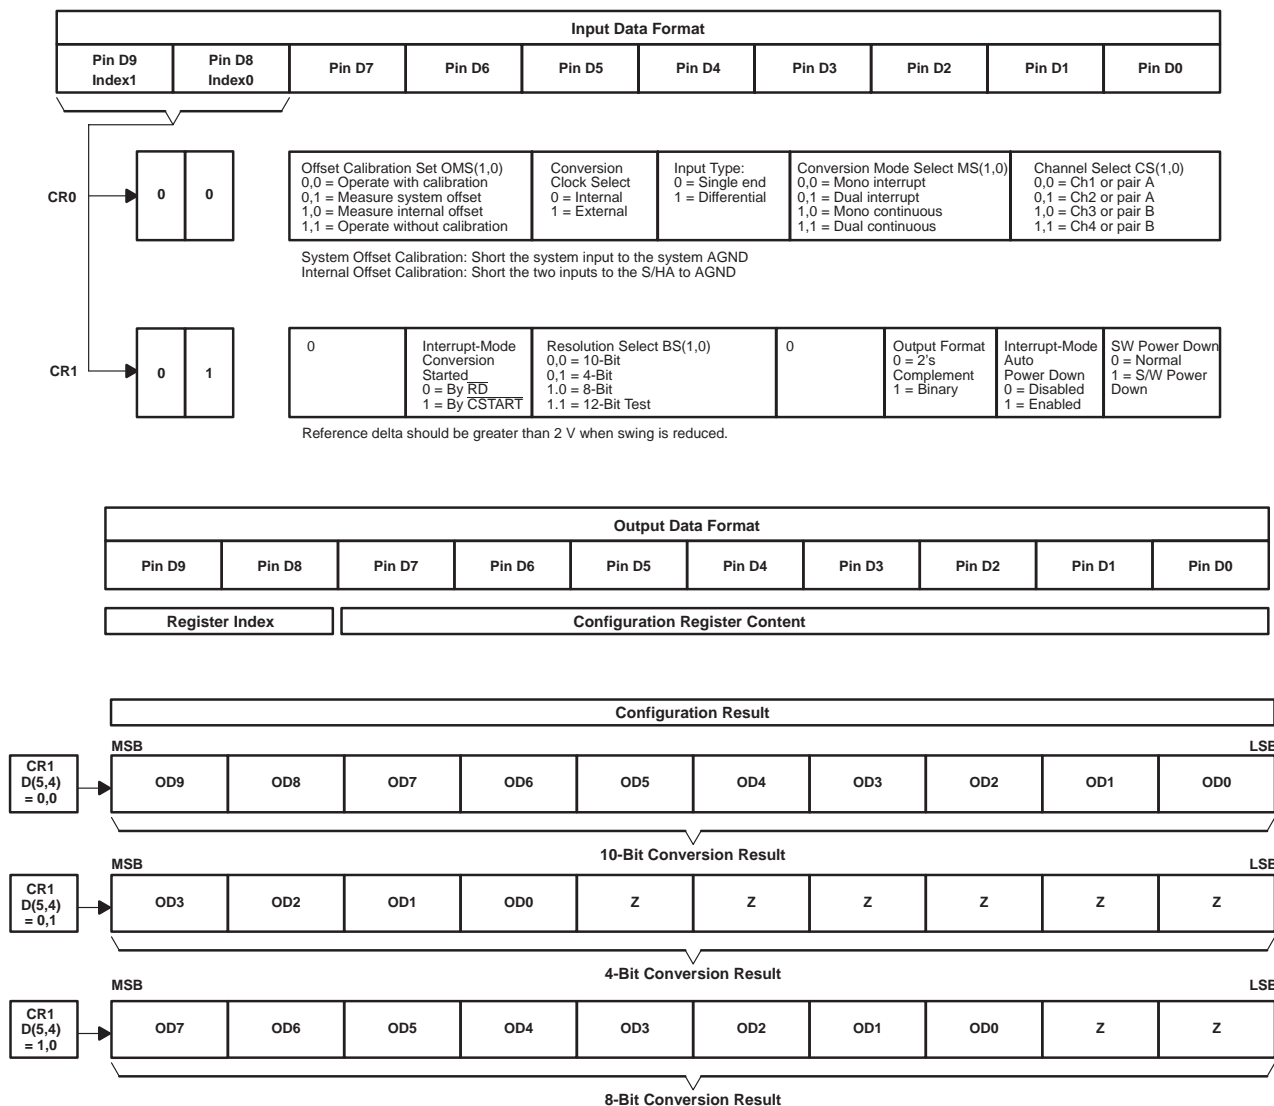 Input Data Format
Pin D9 Index1
Pin D8 Index0
Pin D7
Pin D6
Pin D5
Pin D4
Pin D3
Pin D2
Pin D1
Pin D0
CR0
0
0
Offset Calibration Set OMS(1,0)
0,0 = Operate with calibration
0,1 = Measure system offset
1,0 = Measure internal offset
1,1 = Operate without calibration
Conversion
Clock Select
0 = Internal
1 = External
Input Type:
0 = Single end
1 = Differential
Conversion Mode Select MS(1,0)
0,0 = Mono interrupt
0,1 = Dual interrupt
1,0 = Mono continuous
1,1 = Dual continuous
Channel Select CS(1,0)
0,0 = Ch1 or pair A
0,1 = Ch2 or pair A
1,0 = Ch3 or pair B
1,1 = Ch4 or pair B
System Offset Calibration: Short the system input to the system AGND
Internal Offset Calibration: Short the two inputs to the S/HA to AGND
CR1
0
1
0
Interrupt-Mode
Conversion
Started
0 = By RD
1 = By CSTART
Resolution Select BS(1,0)
0,0 = 10-Bit
0,1 = 4-Bit
1.0 = 8-Bit
1.1 = 12-Bit Test
0
Output Format
0 = 2's
Complement
1 = Binary
Interrupt-Mode
Auto
Power Down
0 = Disabled
1 = Enabled
SW Power Down
0 = Normal
1 = S/W Power
Down
Reference delta should be greater than 2 V when swing is reduced.
Output Data Format
Pin D9
Pin D8
Pin D7
Pin D6
Pin D5
Pin D4
Pin D3
Pin D2
Pin D1
Pin D0
Register Index
Configuration Register Content
Configuration Result
MSB
LSB
CR1
D(5,4)
= 0,0
OD9
OD8
OD7
OD6
OD5
OD4
OD3
OD2
OD1
OD0
10-Bit Conversion Result
MSB
LSB
CR1
D(5,4)
= 0,1
OD3
OD2
OD1
OD0
Z
Z
Z
Z
Z
Z
4-Bit Conversion Result
MSB
LSB
CR1
D(5,4)
= 1,0
OD7
OD6
OD5
OD4
OD3
OD2
OD1
OD0
Z
Z
8-Bit Conversion Result